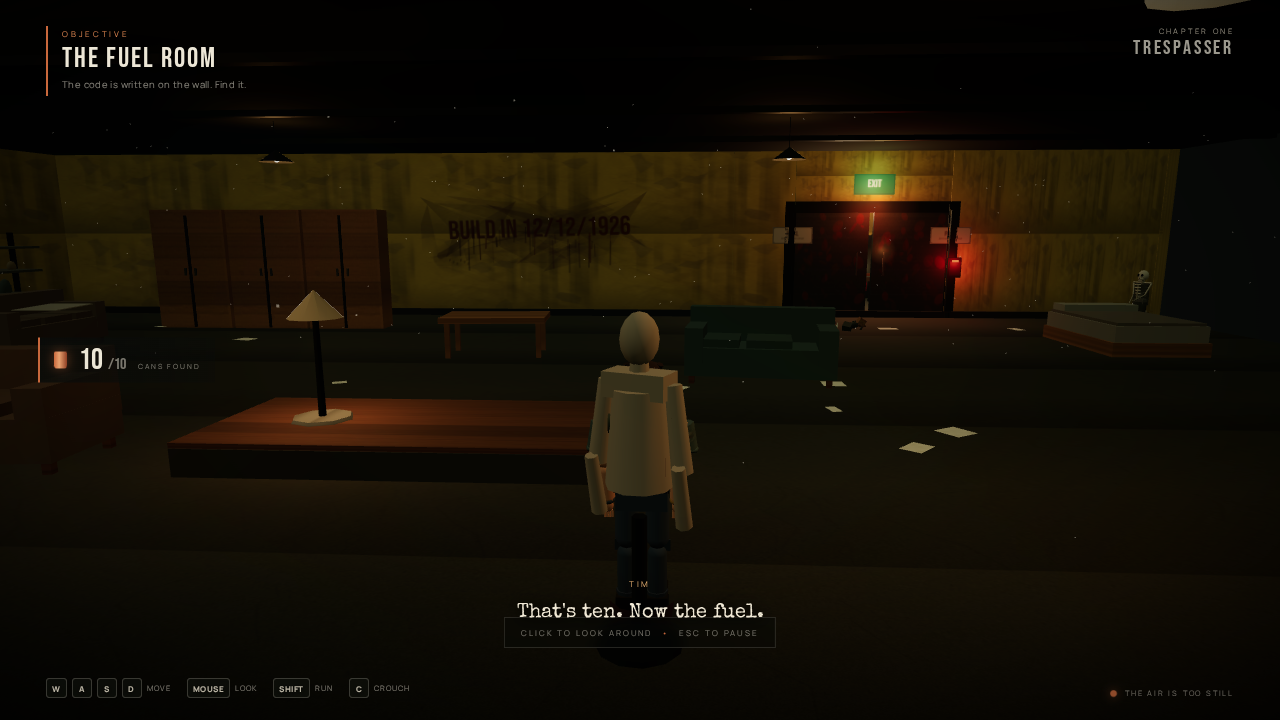 OBJECTIVE
THE FUEL ROOM
The code is written on the wall. Find it.
CHAPTER ONE
TRESPASSER
EXIT
BUILD IN 12/12/1926
10 /10 CANS FOUND
TIM
That's ten. Now the fuel.
CLICK TO LOOK AROUND • ESC TO PAUSE
W A S D MOVE MOUSE LOOK SHIFT RUN C CROUCH
THE AIR IS TOO STILL